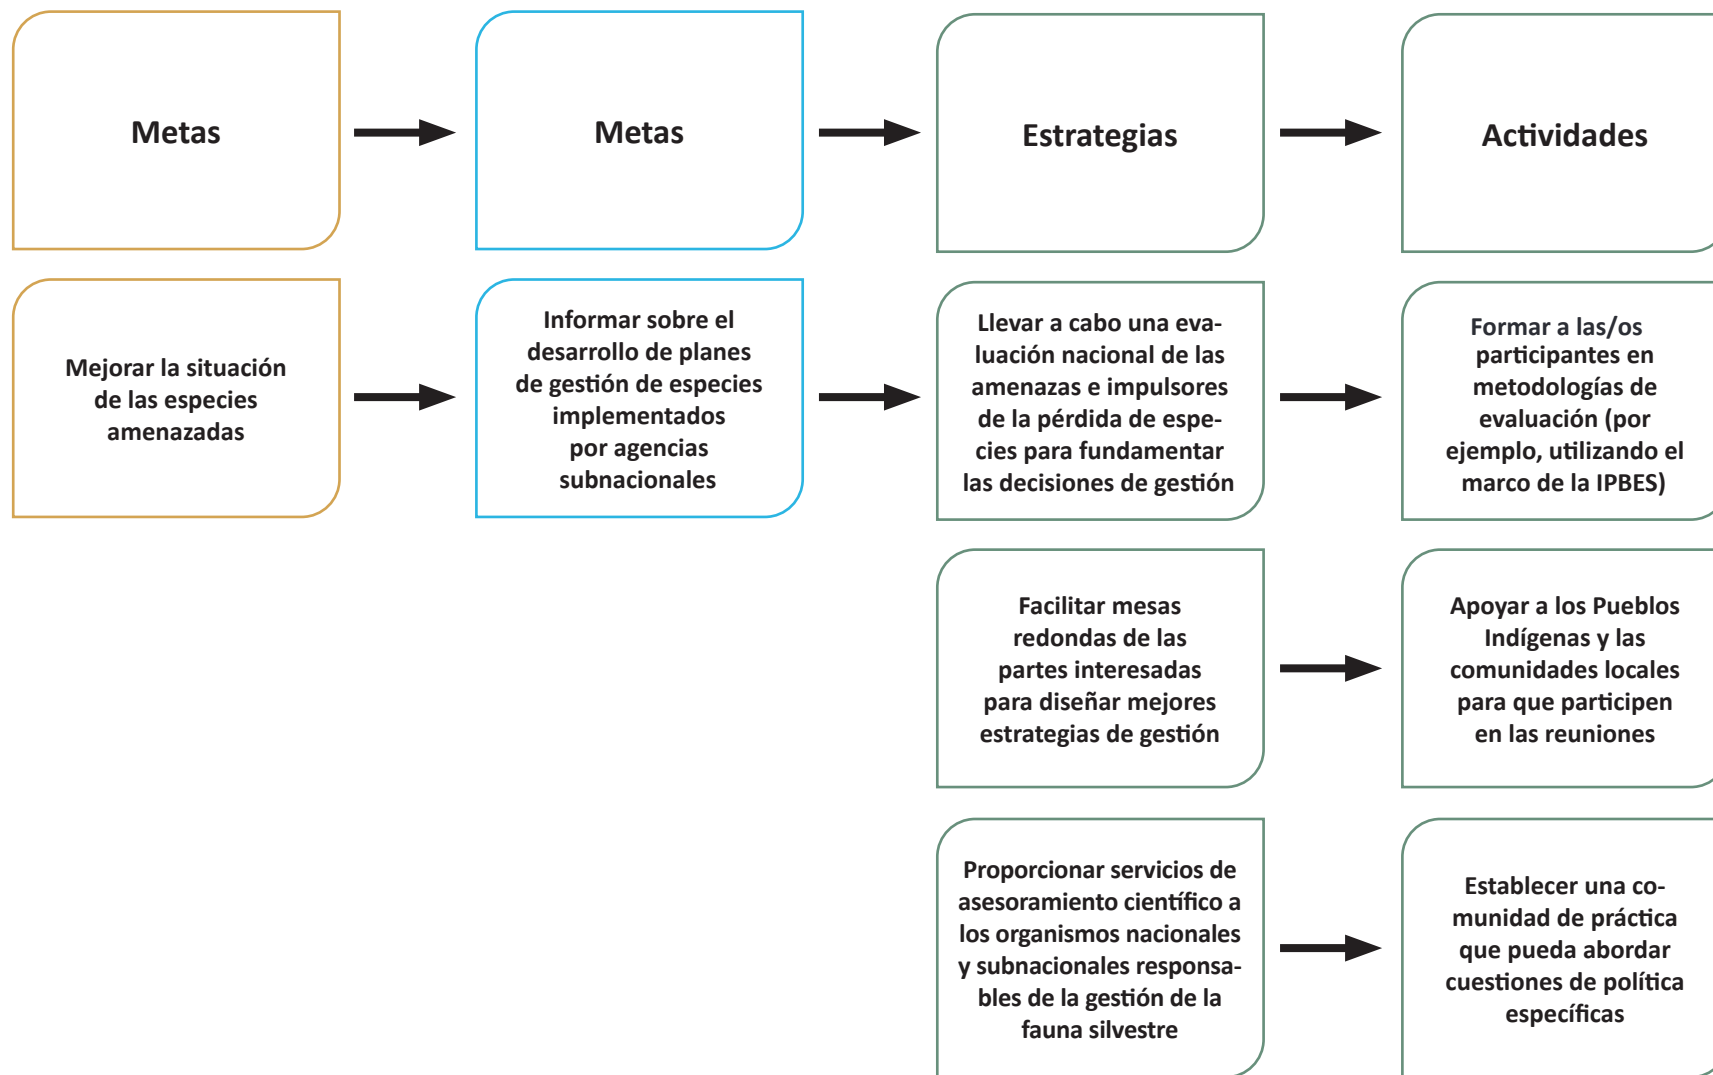 Metas
Metas
Estrategias
Actividades
Mejorar la situación
de las especies
amenazadas
Informar sobre el
desarrollo de planes
de gestión de especies
implementados
por agencias
subnacionales
Llevar a cabo una eva-
luación nacional de las
amenazas e impulsores
de la pérdida de espe-
cies para fundamentar
las decisiones de gestión
Formar a las/os
participantes en
metodologías de
evaluación (por
ejemplo, utilizando el
marco de la IPBES)
Facilitar mesas
redondas de las
partes interesadas
para diseñar mejores
estrategias de gestión
Apoyar a los Pueblos
Indígenas y las
comunidades locales
para que participen
en las reuniones
Proporcionar servicios de
asesoramiento científico a
los organismos nacionales
y subnacionales responsa-
bles de la gestión de la
fauna silvestre
Establecer una co-
munidad de práctica
que pueda abordar
cuestiones de política
específicas